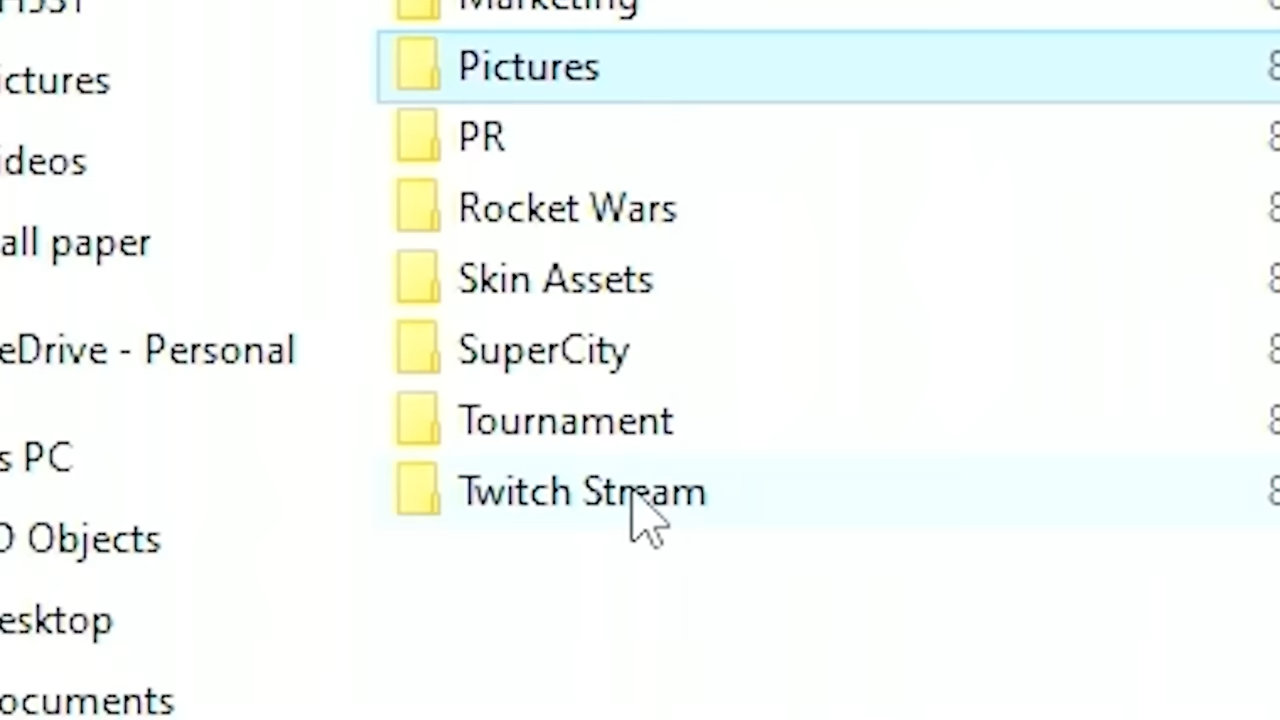 Marketing
ictures
Pictures
ideos
PR
all paper
Rocket Wars
Skin Assets
eDrive - Personal
SuperCity
Tournament
s PC
Twitch Stream
D Objects
esktop
ocuments